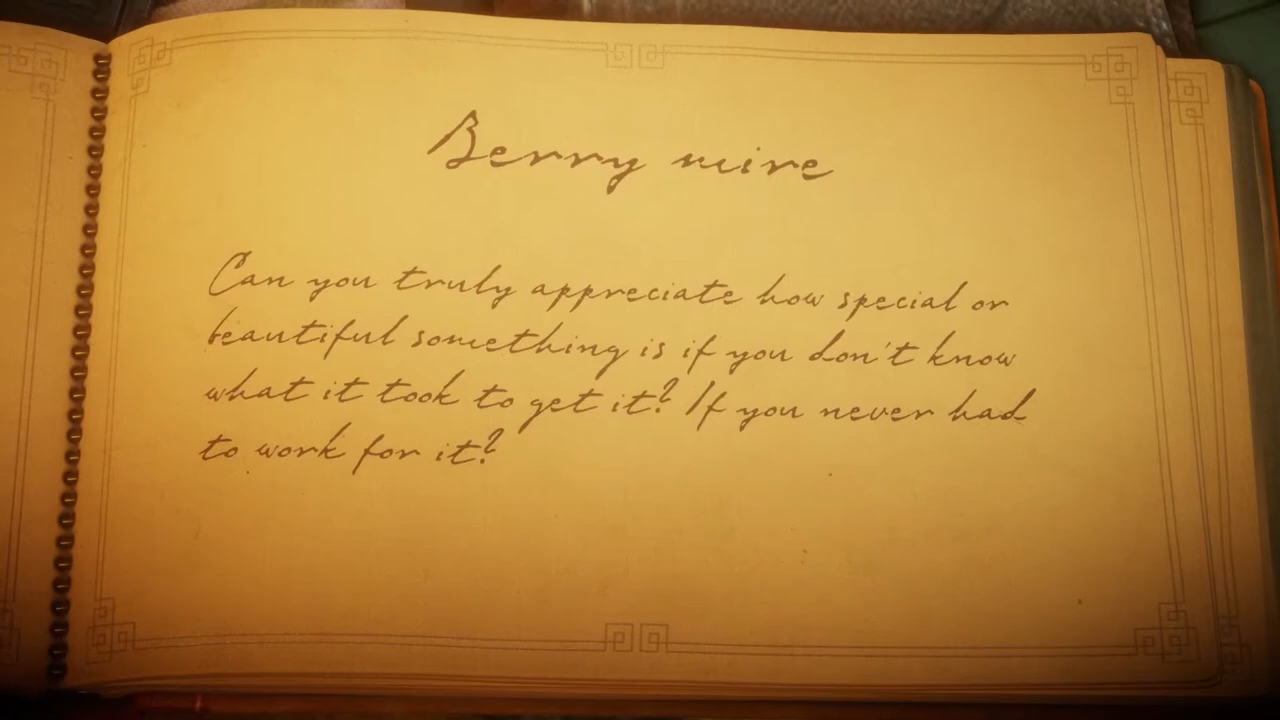 Berry mire
Can you truly appreciate how special or
beautiful something is if you don't know
what it took to get it? If you never had
to work for it?